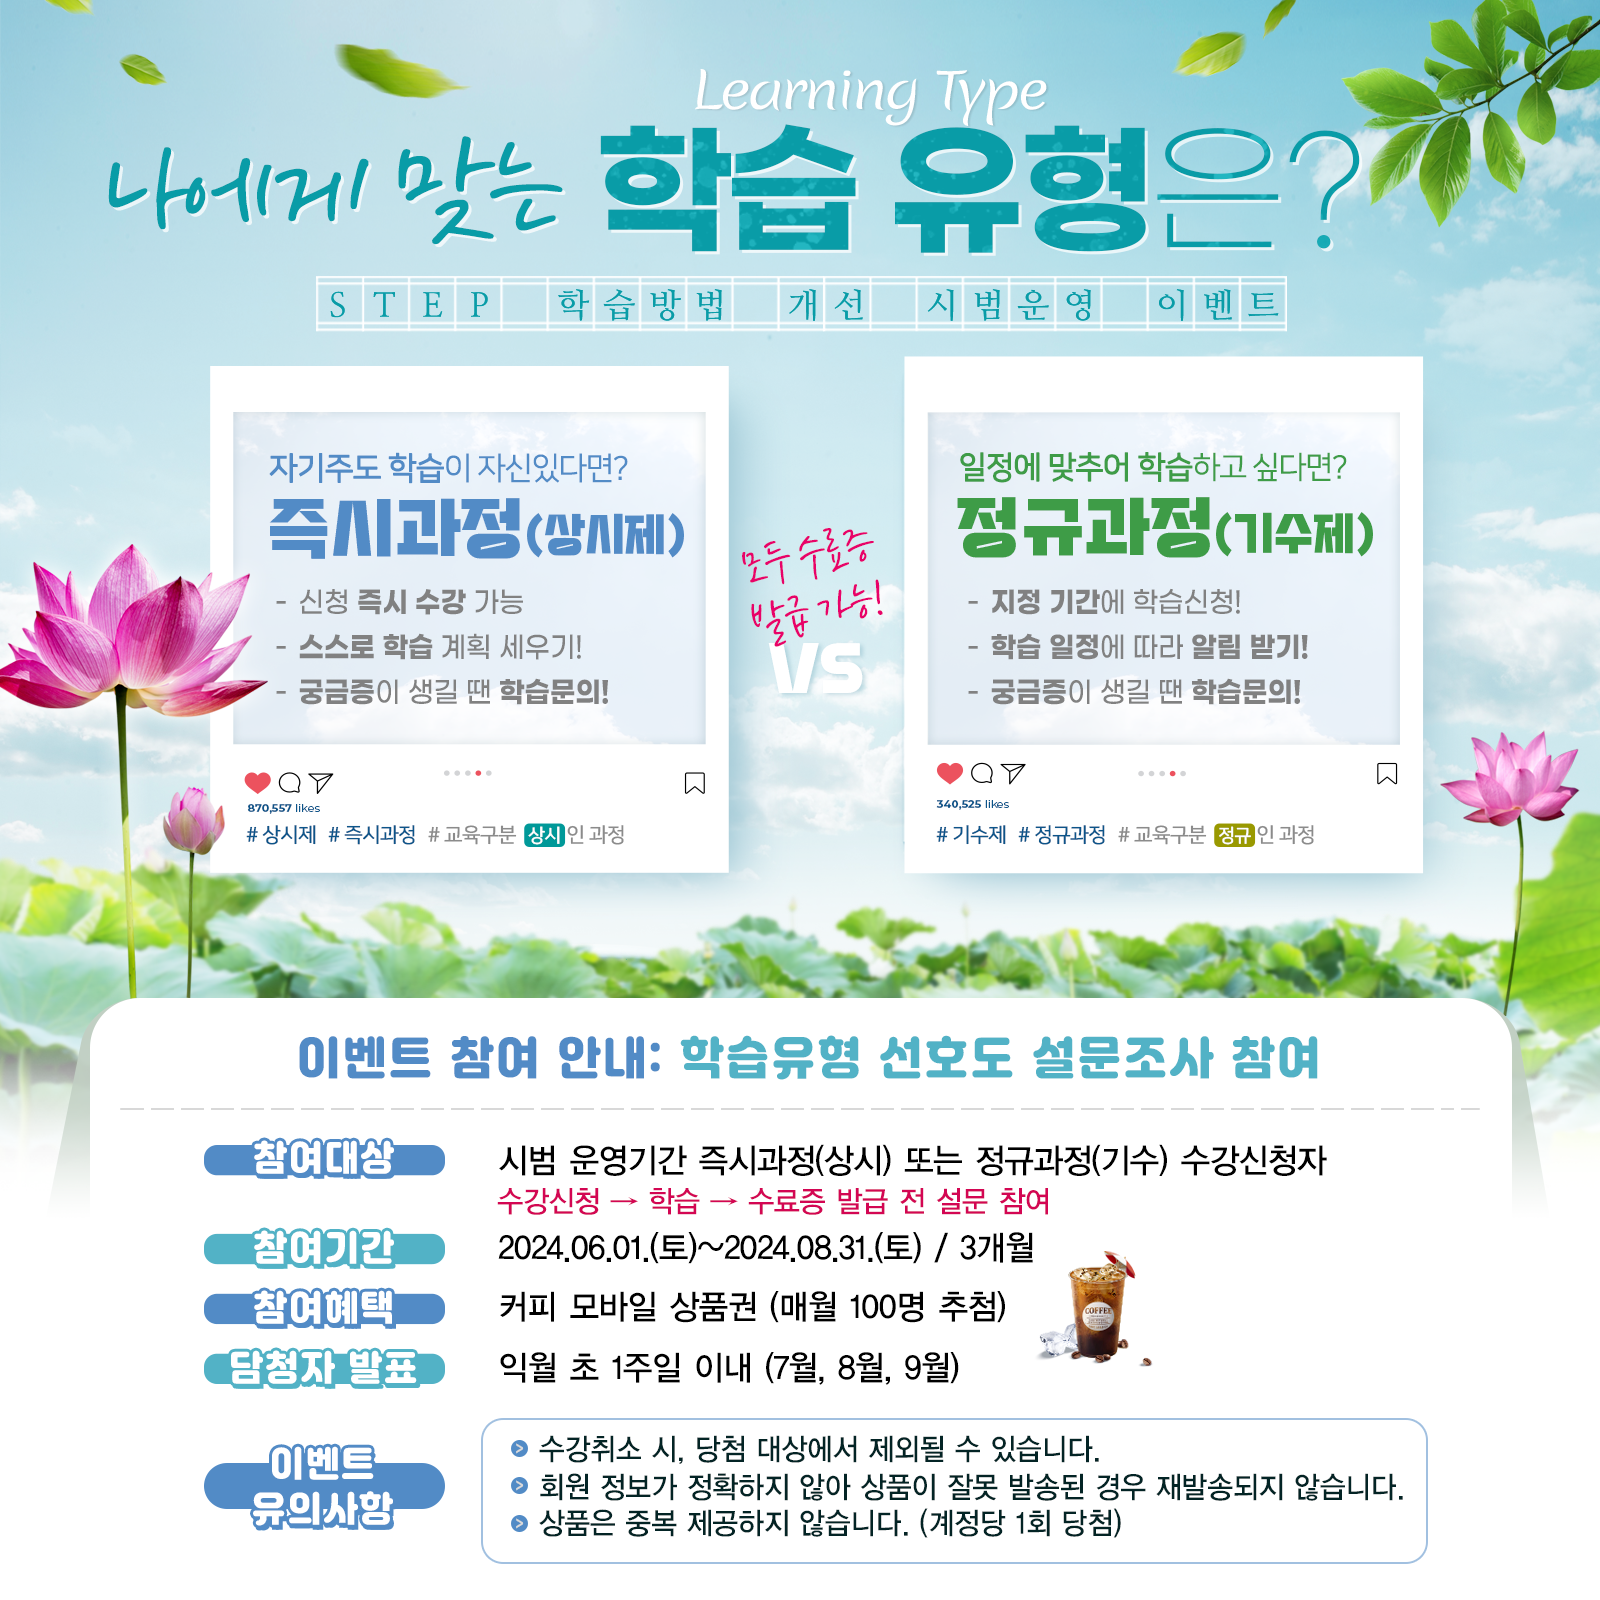 Learning Type
나에게 맞는 학습 유형은?
STEP 학습방법 개선 시범운영 이벤트
자기주도 학습이 자신있다면?
즉시과정(상시제)
- 신청 즉시 수강 가능
- 스스로 학습 계획 세우기!
- 궁금증이 생길 땐 학습문의!
870,557 likes
# 상시제 # 즉시과정 # 교육구분 상시인 과정
모두 수료증
발급 가능!
VS
일정에 맞추어 학습하고 싶다면?
정규과정(기수제)
- 지정 기간에 학습신청!
- 학습 일정에 따라 알림 받기!
- 궁금증이 생길 땐 학습문의!
340,525 likes
# 기수제 # 정규과정 # 교육구분 정규인 과정
이벤트 참여 안내: 학습유형 선호도 설문조사 참여
참여대상 시범 운영기간 즉시과정(상시) 또는 정규과정(기수) 수강신청자
수강신청 → 학습 → 수료증 발급 전 설문 참여
참여기간 2024.06.01.(토)~2024.08.31.(토) / 3개월
참여혜택 커피 모바일 상품권 (매월 100명 추첨)
COFFEE
담청자 발표 익월 초 1주일 이내 (7월, 8월, 9월)
이벤트
유의사항
수강취소 시, 당첨 대상에서 제외될 수 있습니다.
회원 정보가 정확하지 않아 상품이 잘못 발송된 경우 재발송되지 않습니다.
상품은 중복 제공하지 않습니다. (계정당 1회 당첨)